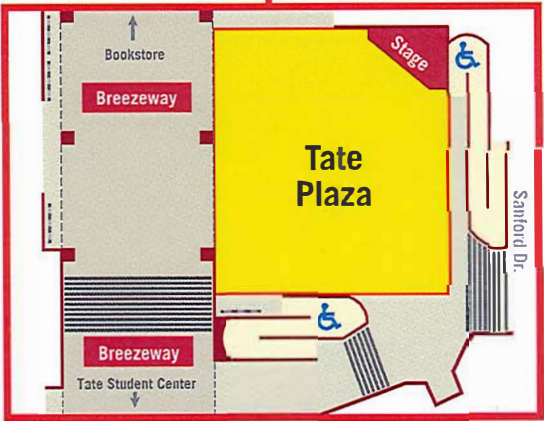 Bookstore
Breezeway
Stage
Tate
Plaza
Sanford Dr.
Breezeway
Tate Student Center